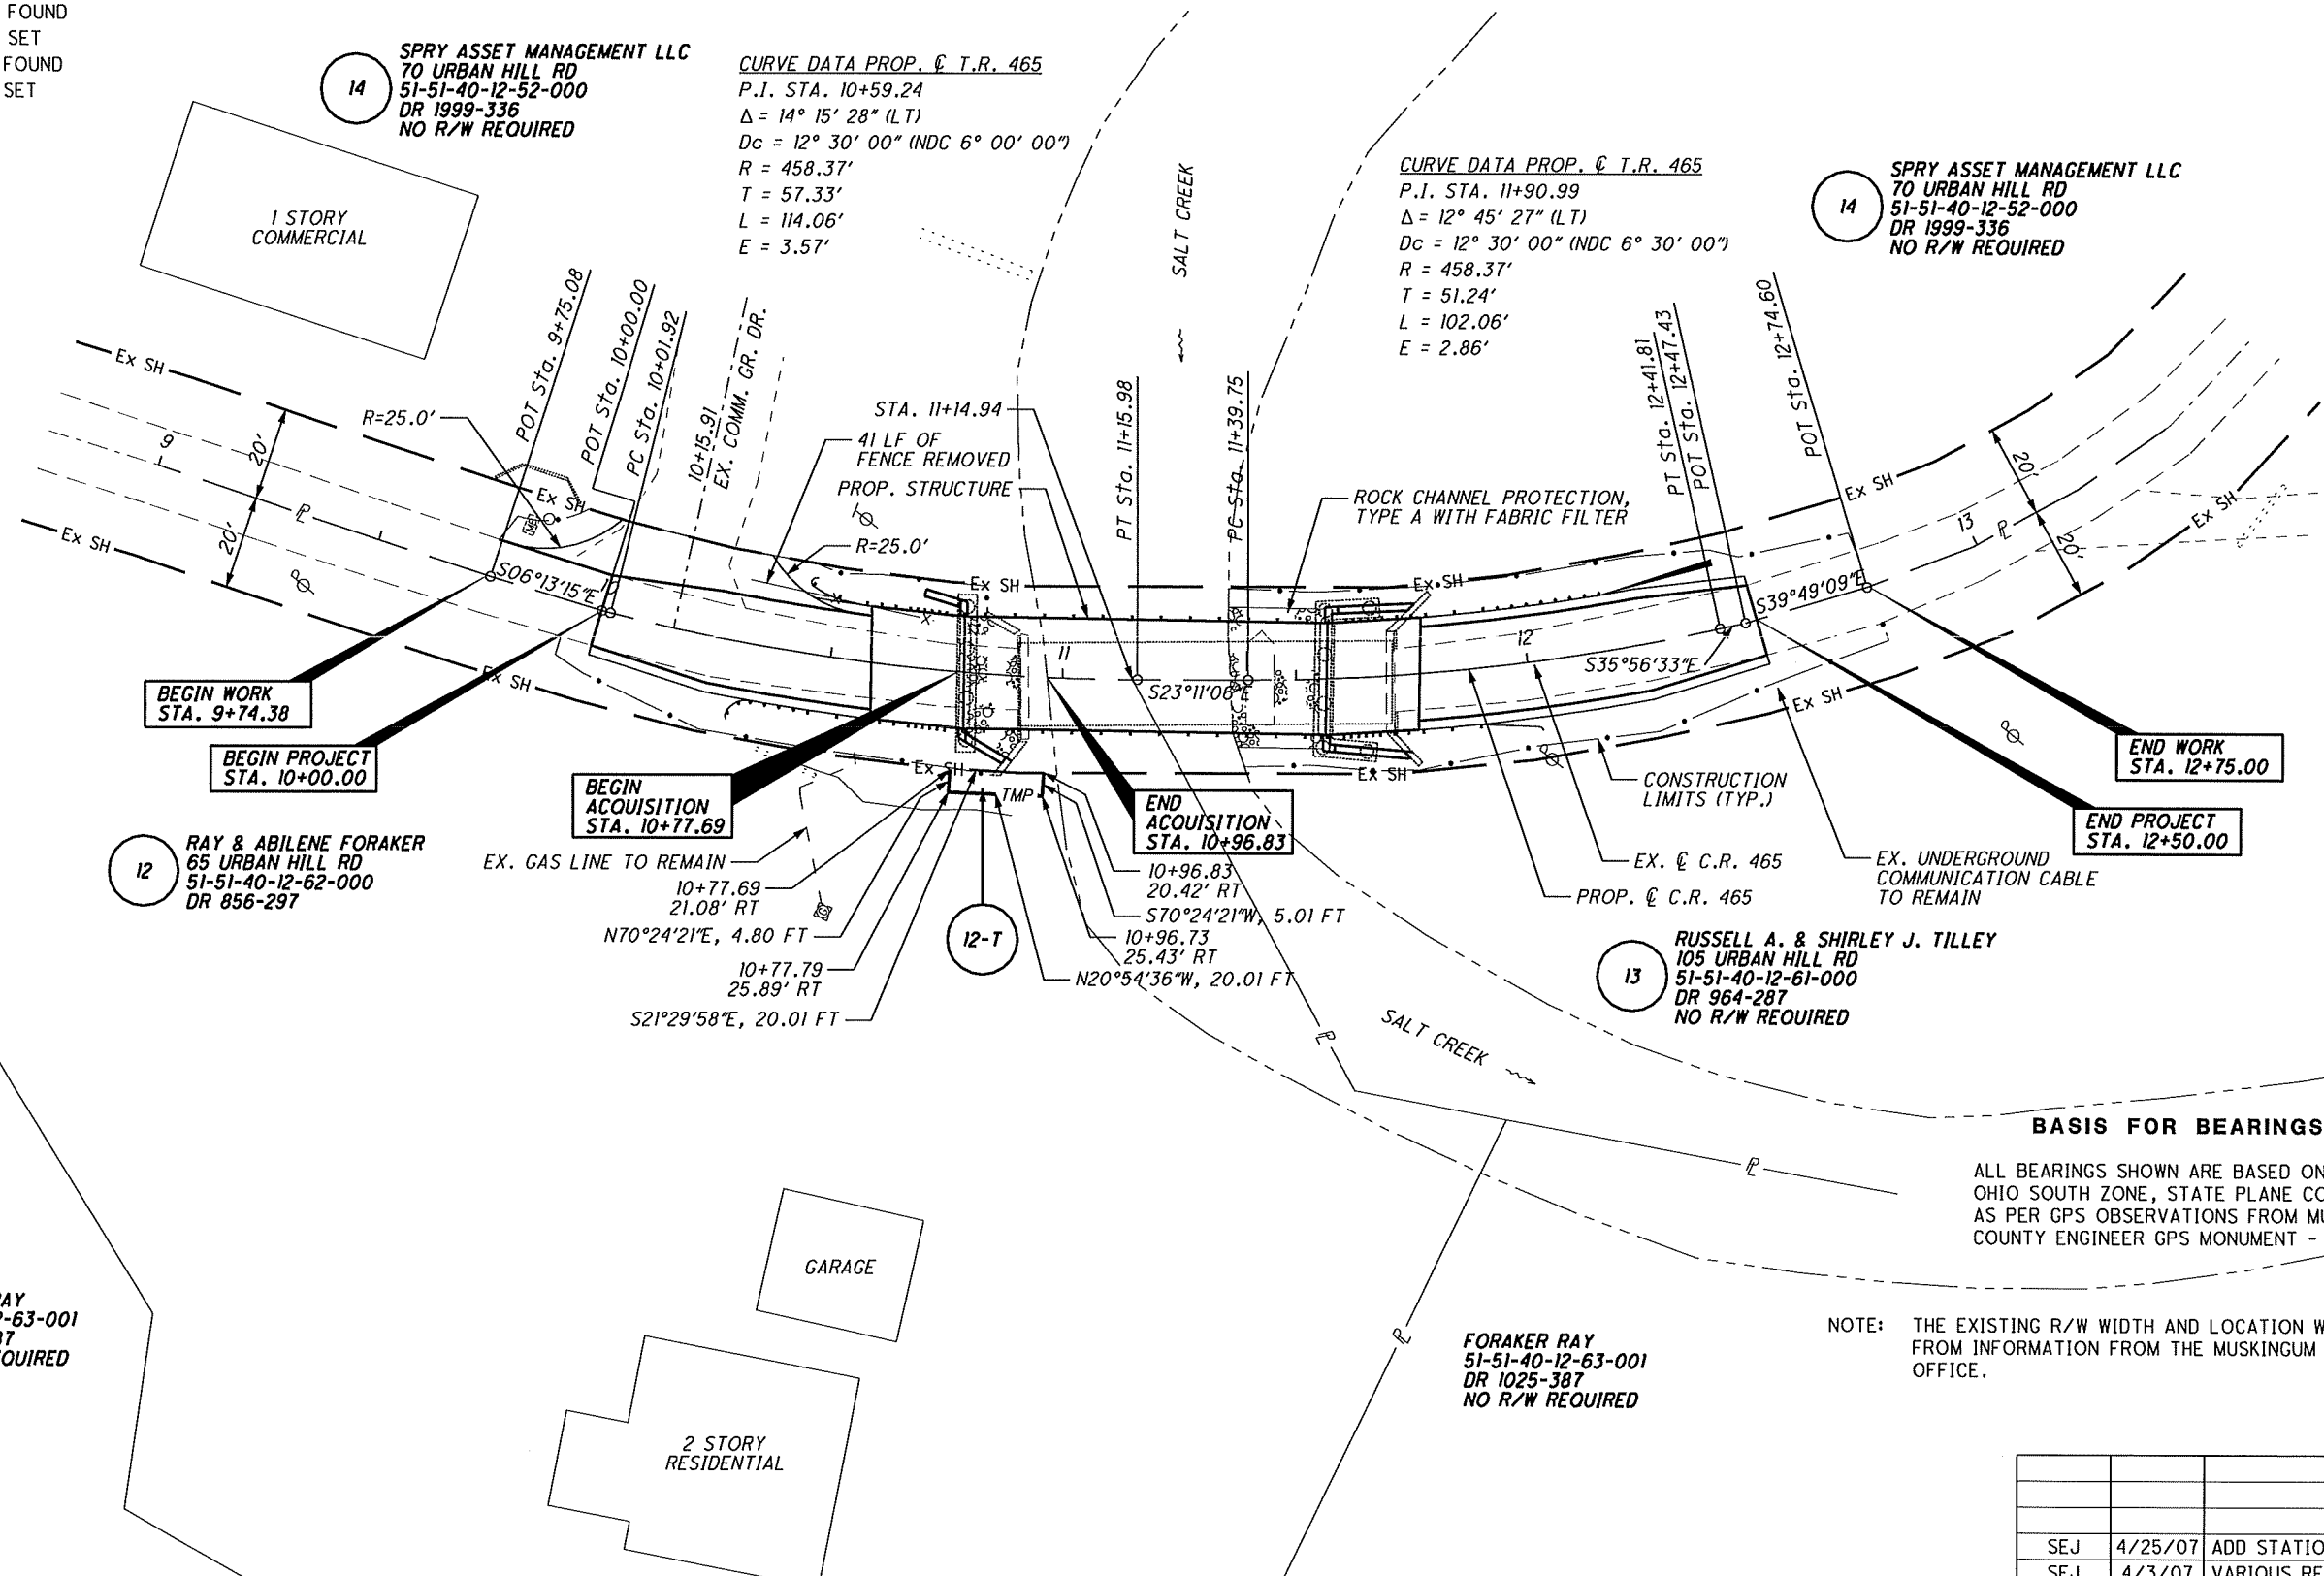 FOUND
SET
FOUND
SET
14
SPRY ASSET MANAGEMENT LLC
70 URBAN HILL RD
51-51-40-12-52-000
DR 1999-336
NO R/W REQUIRED
CURVE DATA PROP. ℄ T.R. 465
P.I. STA. 10+59.24
Δ = 14° 15' 28" (LT)
Dc = 12° 30' 00" (NDC 6° 00' 00")
R = 458.37'
T = 57.33'
L = 114.06'
E = 3.57'
SALT CREEK
CURVE DATA PROP. ℄ T.R. 465
P.I. STA. 11+90.99
Δ = 12° 45' 27" (LT)
Dc = 12° 30' 00" (NDC 6° 30' 00")
R = 458.37'
T = 51.24'
L = 102.06'
E = 2.86'
14
SPRY ASSET MANAGEMENT LLC
70 URBAN HILL RD
51-51-40-12-52-000
DR 1999-336
NO R/W REQUIRED
1 STORY
COMMERCIAL
Ex SH
R=25.0'
POT Sta. 9+75.08
POT Sta. 10+00.00
PC Sta. 10+01.92
10+15.91
EX. COMM. GR. DR.
STA. 11+14.94
41 LF OF
FENCE REMOVED
PROP. STRUCTURE
R=25.0'
PT Sta. 11+15.98
PC Sta. 11+39.75
ROCK CHANNEL PROTECTION,
TYPE A WITH FABRIC FILTER
PT Sta. 12+41.81
POT Sta. 12+47.43
POT Sta. 12+74.60
9
20'
20'
Ex SH
Ex SH
Ex SH
Ex SH
Ex SH
13
20'
20'
Ex SH
S06°13'15"E
10
S39°49'09"E
Ex SH
11
S23°11'06"E
12
S35°56'33"E
Ex SH
Ex SH
Ex SH
BEGIN WORK
STA. 9+74.38
BEGIN PROJECT
STA. 10+00.00
BEGIN
ACQUISITION
STA. 10+77.69
TMP
END
ACQUISITION
STA. 10+96.83
CONSTRUCTION
LIMITS (TYP.)
END WORK
STA. 12+75.00
END PROJECT
STA. 12+50.00
12
RAY & ABILENE FORAKER
65 URBAN HILL RD
51-51-40-12-62-000
DR 856-297
EX. GAS LINE TO REMAIN
10+77.69
21.08' RT
N70°24'21"E, 4.80 FT
10+77.79
25.89' RT
S21°29'58"E, 20.01 FT
12-T
10+96.83
20.42' RT
S70°24'21"W, 5.01 FT
10+96.73
25.43' RT
N20°54'36"W, 20.01 FT
EX. ℄ C.R. 465
PROP. ℄ C.R. 465
EX. UNDERGROUND
COMMUNICATION CABLE
TO REMAIN
13
RUSSELL A. & SHIRLEY J. TILLEY
105 URBAN HILL RD
51-51-40-12-61-000
DR 964-287
NO R/W REQUIRED
SALT CREEK
BASIS FOR BEARINGS
ALL BEARINGS SHOWN ARE BASED ON
OHIO SOUTH ZONE, STATE PLANE CO
AS PER GPS OBSERVATIONS FROM MU
COUNTY ENGINEER GPS MONUMENT -
GARAGE
2 STORY
RESIDENTIAL
AY
2-63-001
37
QUIRED
FORAKER RAY
51-51-40-12-63-001
DR 1025-387
NO R/W REQUIRED
NOTE: THE EXISTING R/W WIDTH AND LOCATION W
FROM INFORMATION FROM THE MUSKINGUM
OFFICE.
SEJ 4/25/07 ADD STATIO
SEJ 4/3/07 VARIOUS RE